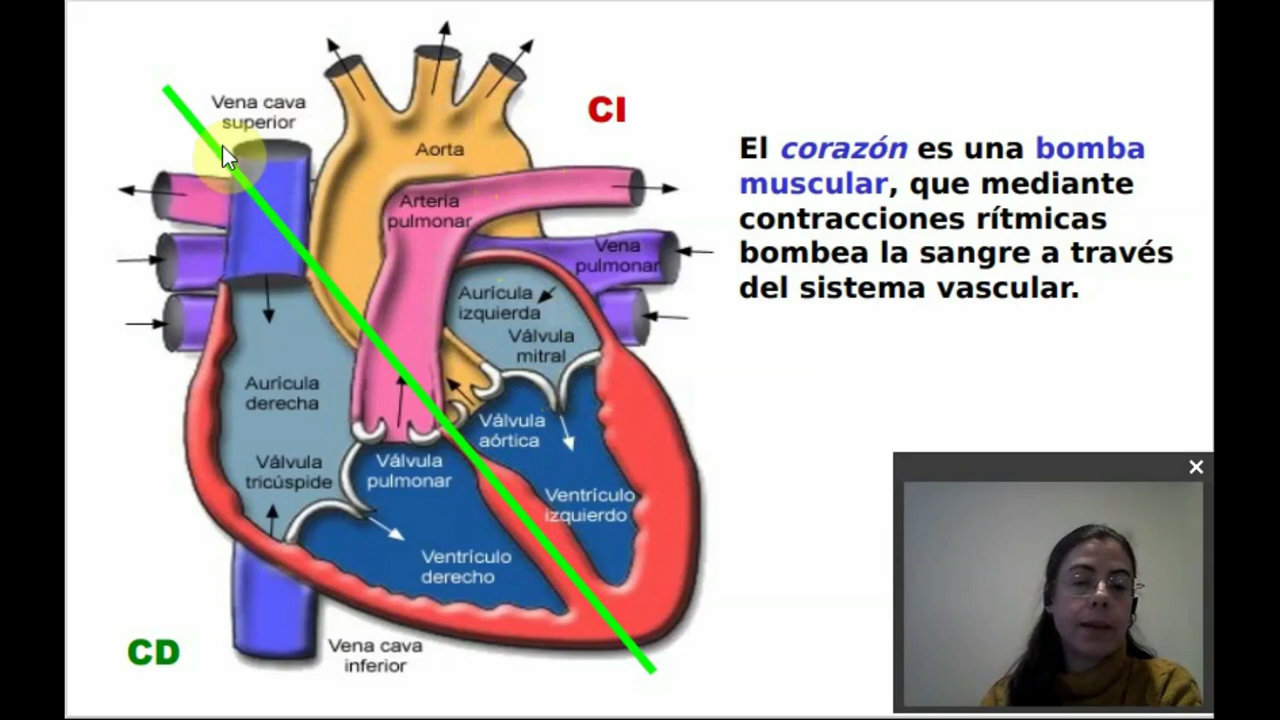 Vena cava
superior
CI
Aorta
El corazón es una bomba
muscular, que mediante
contracciones rítmicas
bombea la sangre a través
del sistema vascular.
Arteria
pulmonar
Vena
pulmonar
Aurícula
izquierda
Válvula
mitral
Aurícula
derecha
Válvula
aórtica
Válvula
tricúspide
Válvula
pulmonar
Ventrículo
izquierdo
Ventrículo
derecho
CD
Vena cava
inferior